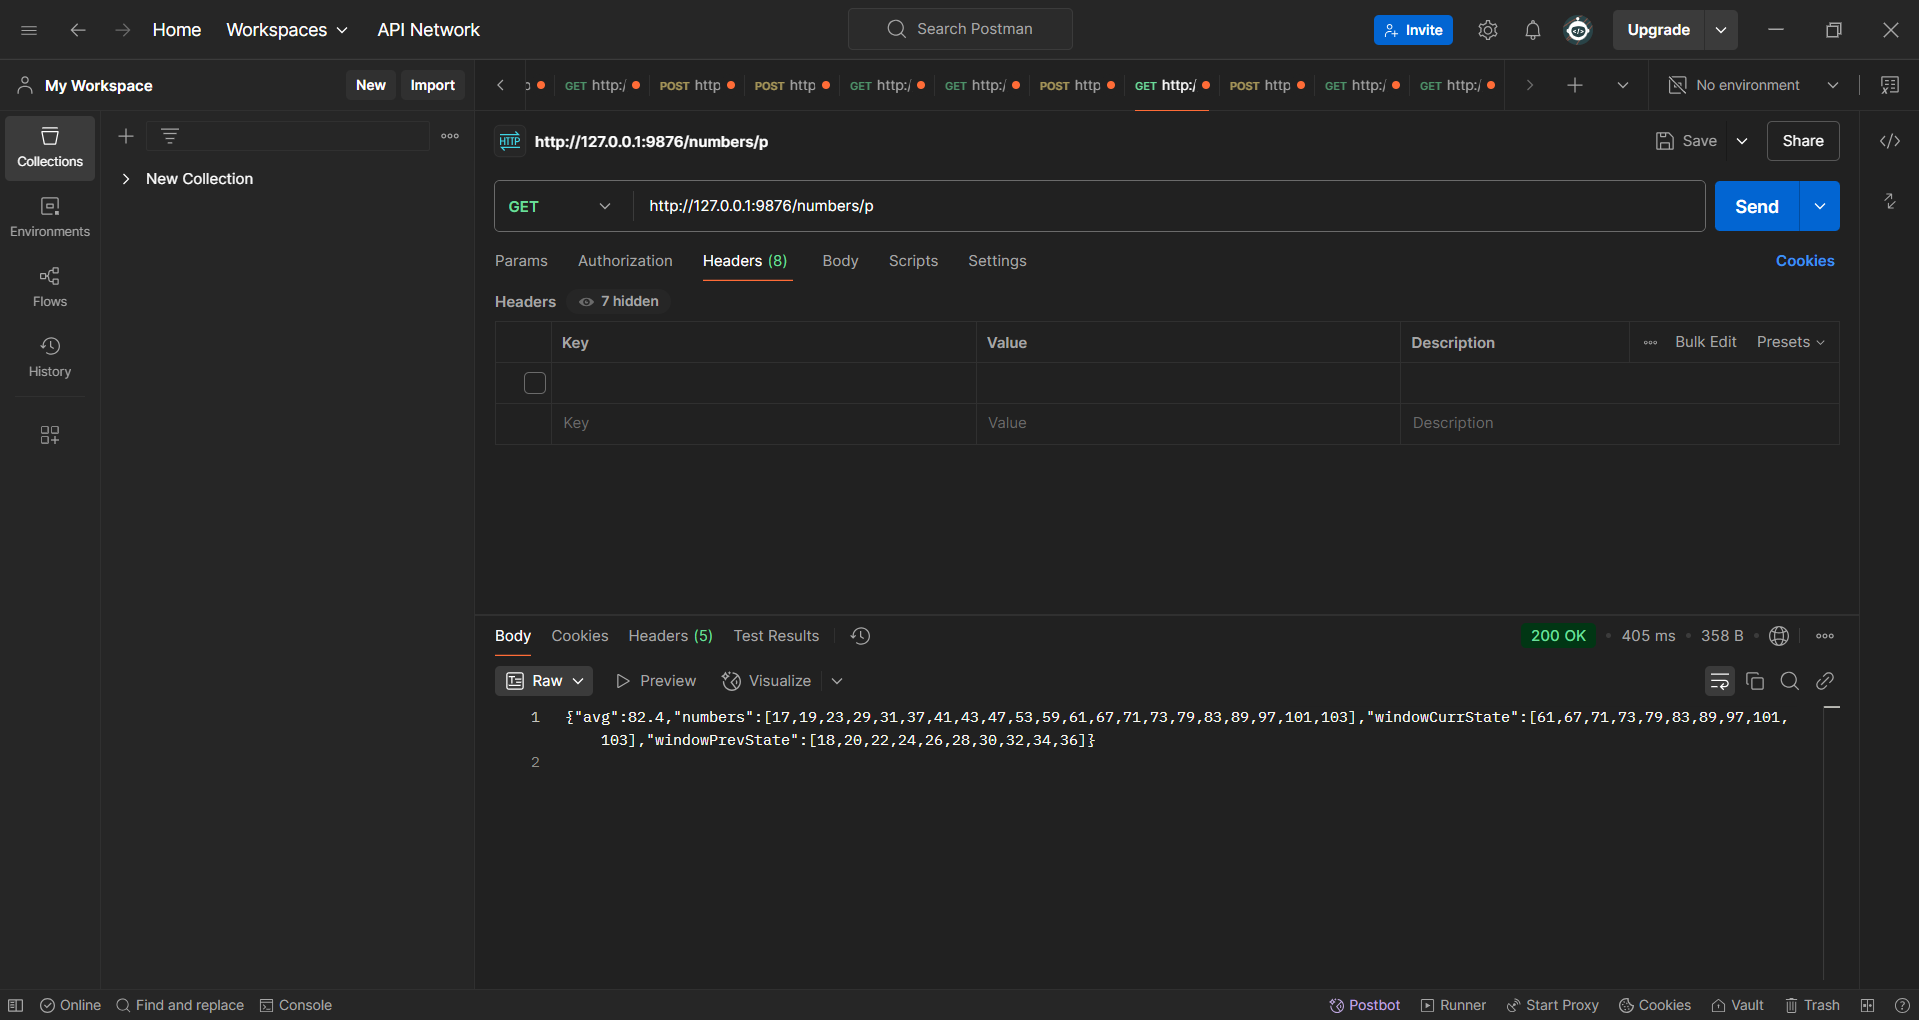 Home Workspaces API Network Search Postman Invite Upgrade
My Workspace New Import
GET http:/ POST http POST http GET http:/ GET http:/ POST http GET http:/ POST http GET http:/ GET http:/ No environment
Collections
Environments
Flows
History
New Collection
HTTP http://127.0.0.1:9876/numbers/p Save Share
GET http://127.0.0.1:9876/numbers/p Send
Params Authorization Headers (8) Body Scripts Settings Cookies
Headers 7 hidden
Key Value Description Bulk Edit Presets
Key Value Description
Body Cookies Headers (5) Test Results 200 OK 405 ms 358 B
Raw Preview Visualize
1 {"avg":82.4,"numbers":[17,19,23,29,31,37,41,43,47,53,59,61,67,71,73,79,83,89,97,101,103],"windowCurrState":[61,67,71,73,79,83,89,97,101,
103],"windowPrevState":[18,20,22,24,26,28,30,32,34,36]}
2
Online Find and replace Console Postbot Runner Start Proxy Cookies Vault Trash